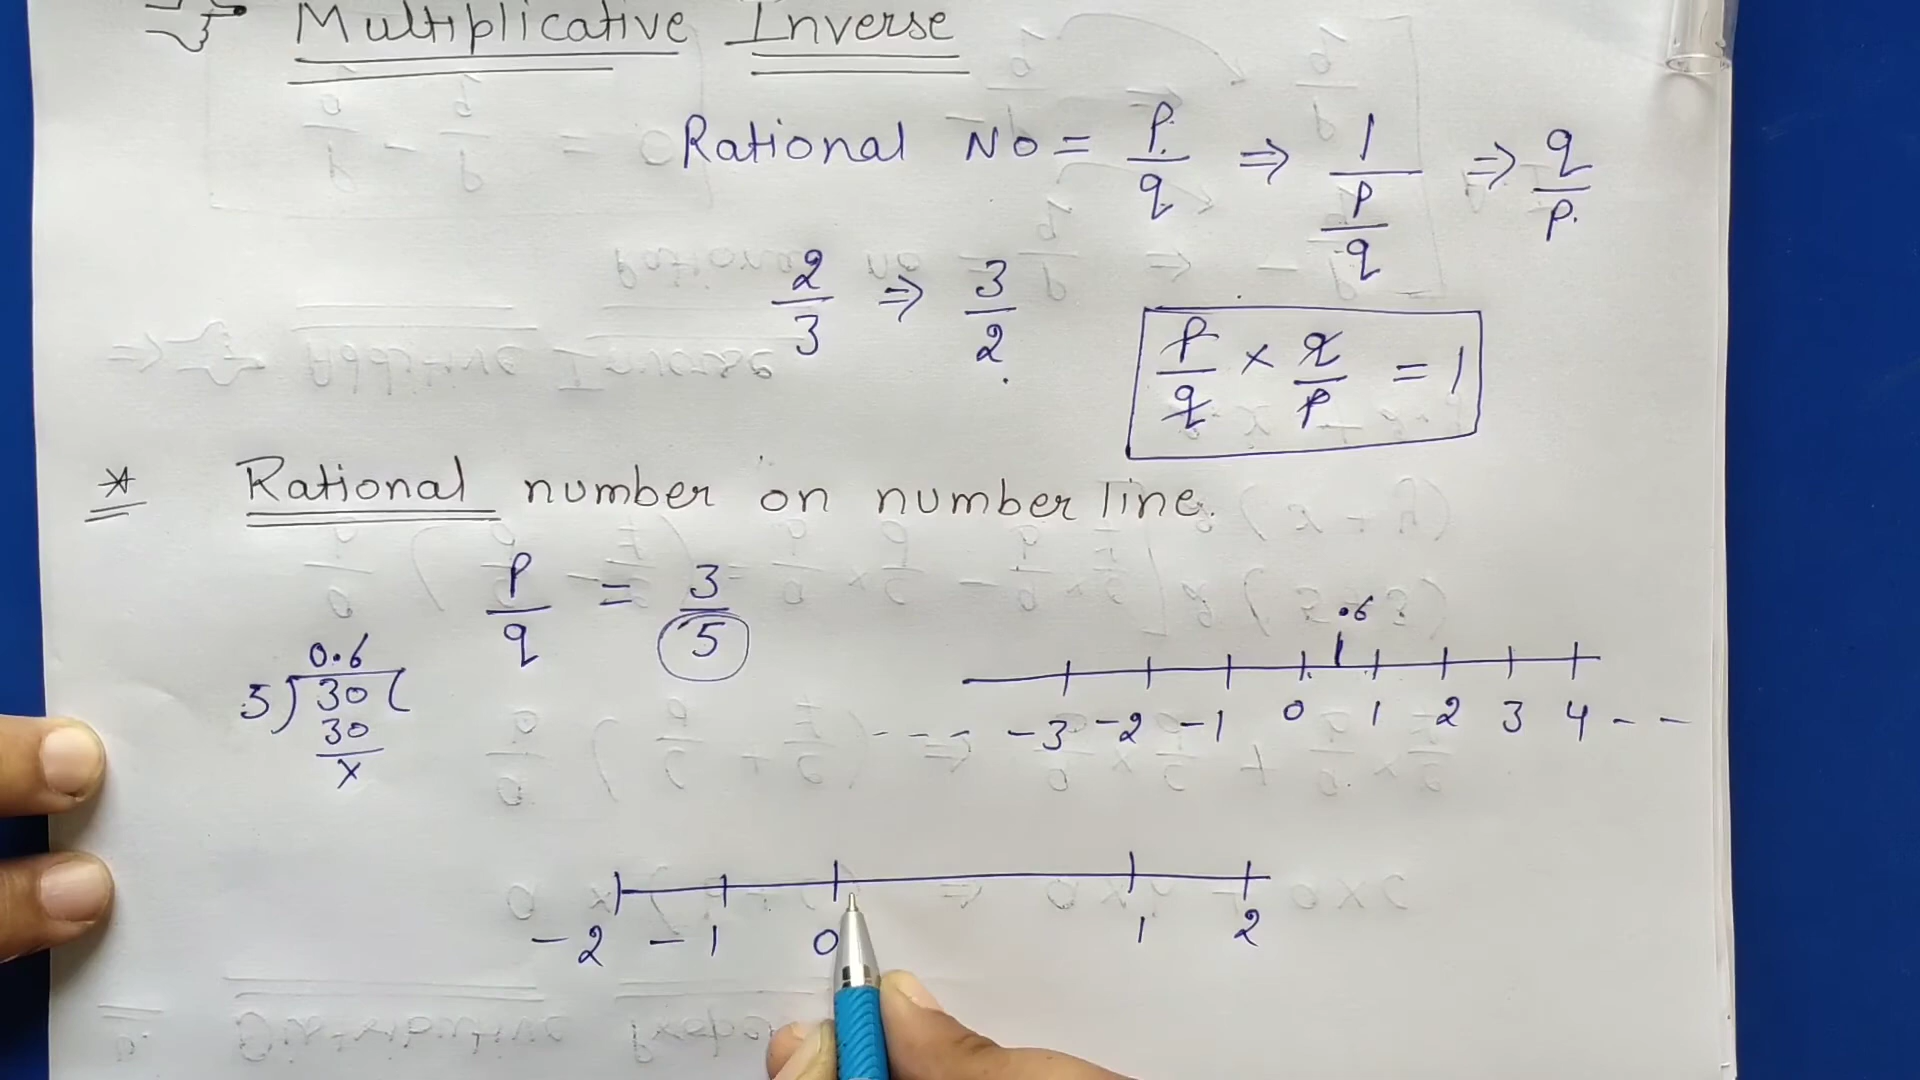 Multiplicative Inverse
Rational NO = p/q ⇒ 1/(p/q) ⇒ q/p.
2/3 ⇒ 3/2.
p/q × q/p = 1
* Rational number on number line.
p/q = 3/5
0.6
5)30(
30
x
.6
- - - -3 -2 -1 0 1 2 3 4 - -
-2 -1 0 1 2